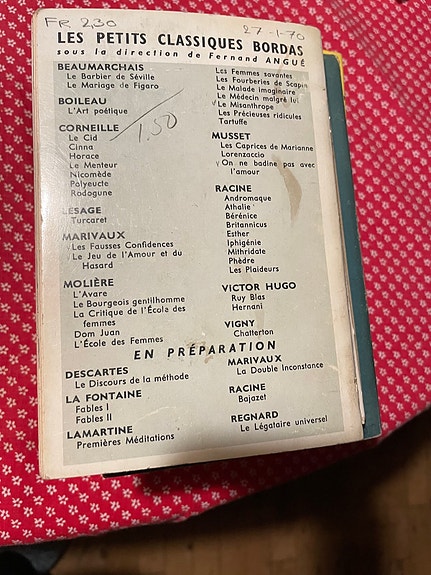 FR 2,30
27-1-70
LES PETITS CLASSIQUES BORDAS
sous la direction de Fernand ANGUÉ
BEAUMARCHAIS
Le Barbier de Séville
Le Mariage de Figaro
BOILEAU
L'Art poétique
1.50
CORNEILLE
Le Cid
Cinna
Horace
Le Menteur
Nicomède
Polyeucte
Rodogune
LESAGE
Turcaret
MARIVAUX
Les Fausses Confidences
Le Jeu de l'Amour et du
Hasard
MOLIÈRE
L'Avare
Le Bourgeois gentilhomme
La Critique de l'École des
femmes
Dom Juan
L'École des Femmes
Les Femmes savantes
Les Fourberies de Scapin
Le Malade imaginaire
Le Médecin malgré lui
Le Misanthrope
Les Précieuses ridicules
Tartuffe
MUSSET
Les Caprices de Marianne
Lorenzaccio
On ne badine pas avec
l'amour
RACINE
Andromaque
Athalie
Bérénice
Britannicus
Esther
Iphigénie
Mithridate
Phèdre
Les Plaideurs
VICTOR HUGO
Ruy Blas
Hernani
VIGNY
Chatterton
EN PRÉPARATION
DESCARTES
Le Discours de la méthode
LA FONTAINE
Fables I
Fables II
LAMARTINE
Premières Méditations
MARIVAUX
La Double Inconstance
RACINE
Bajazet
REGNARD
Le Légataire universel